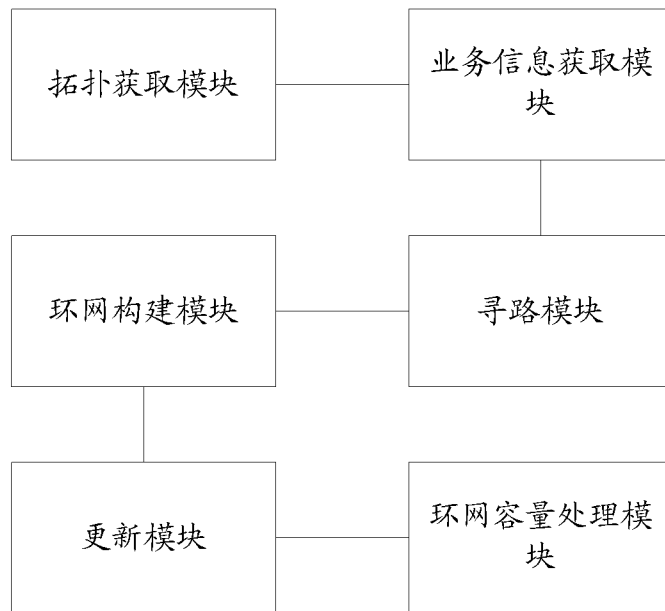 拓扑获取模块
业务信息获取模
块
环网构建模块
寻路模块
更新模块
环网容量处理模
块